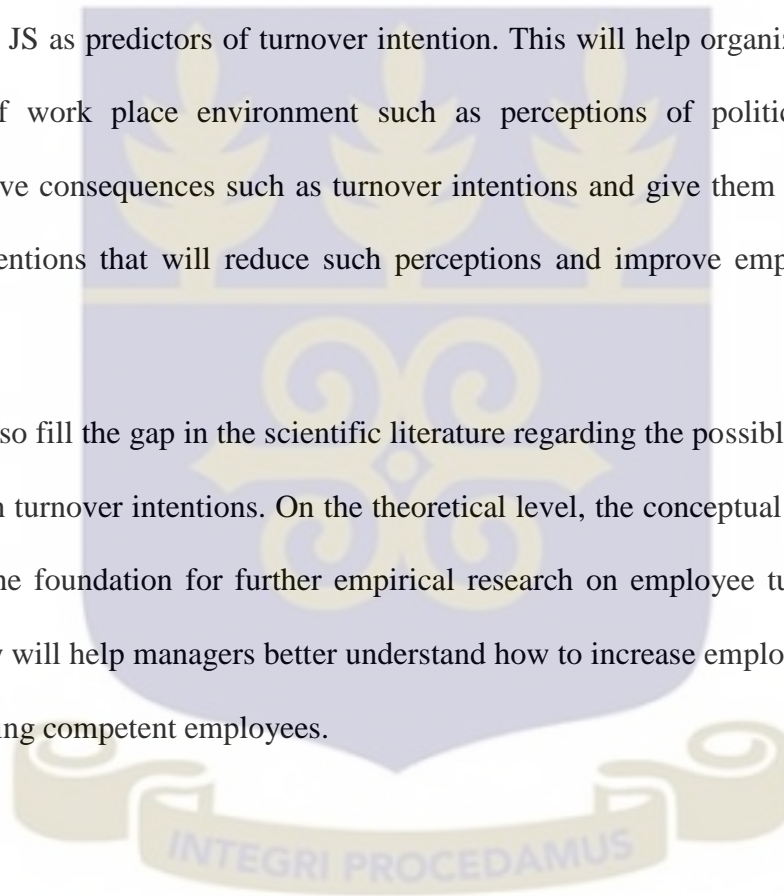 JS as predictors of turnover intention. This will help organiz
f work place environment such as perceptions of politic
ve consequences such as turnover intentions and give them
entions that will reduce such perceptions and improve emp
so fill the gap in the scientific literature regarding the possibl
n turnover intentions. On the theoretical level, the conceptual
ne foundation for further empirical research on employee tu
y will help managers better understand how to increase emplo
ing competent employees.
INTEGRI PROCEDAMUS